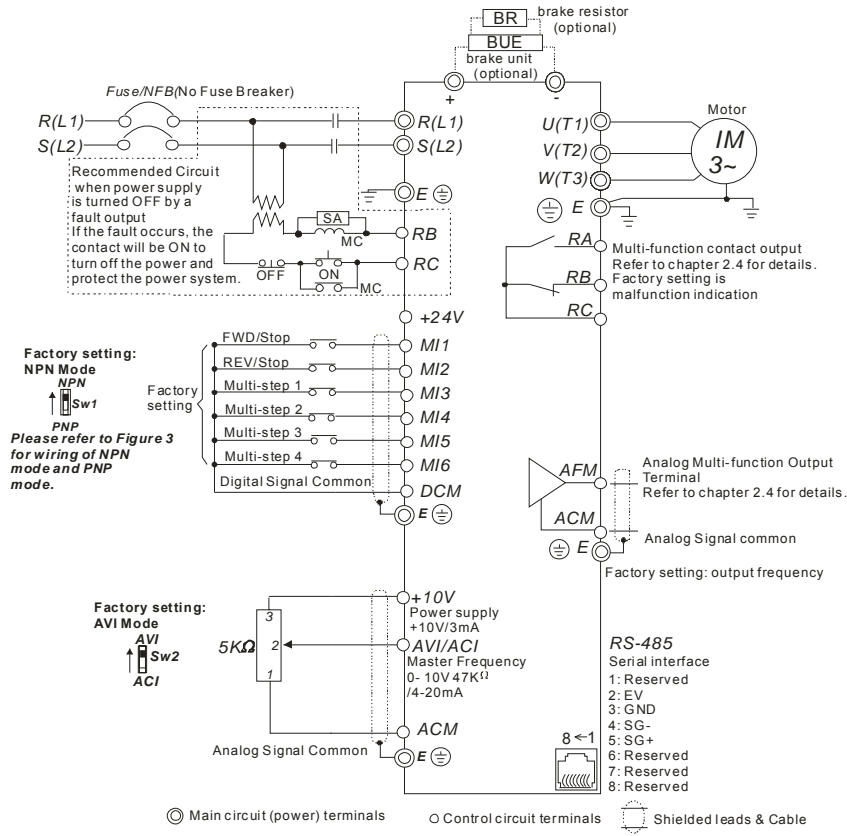 BR
brake resistor
(optional)
BUE
brake unit
(optional)
+
-
Fuse/NFB(No Fuse Breaker)
R(L1)
S(L2)
R(L1)
S(L2)
E
Recommended Circuit
when power supply
is turned OFF by a
fault output
If the fault occurs, the
contact will be ON to
turn off the power and
protect the power system.
SA
MC
OFF
ON
MC
RB
RC
U(T1)
V(T2)
W(T3)
E
Motor
IM
3~
RA
RB
RC
Multi-function contact output
Refer to chapter 2.4 for details.
Factory setting is
malfunction indication
+24V
FWD/Stop
MI1
REV/Stop
MI2
Multi-step 1
MI3
Multi-step 2
MI4
Multi-step 3
MI5
Multi-step 4
MI6
Digital Signal Common
DCM
E
Factory
setting
Factory setting:
NPN Mode
NPN
Sw1
PNP
Please refer to Figure 3
for wiring of NPN
mode and PNP
mode.
AFM
ACM
E
Analog Multi-function Output
Terminal
Refer to chapter 2.4 for details.
Analog Signal common
Factory setting: output frequency
Factory setting:
AVI Mode
AVI
Sw2
ACI
5KΩ
3
2
1
+10V
Power supply
+10V/3mA
AVI/ACI
Master Frequency
0- 10V 47KΩ
/4-20mA
ACM
Analog Signal Common
E
8←1
RS-485
Serial interface
1: Reserved
2: EV
3: GND
4: SG-
5: SG+
6: Reserved
7: Reserved
8: Reserved
Main circuit (power) terminals
Control circuit terminals
Shielded leads & Cable